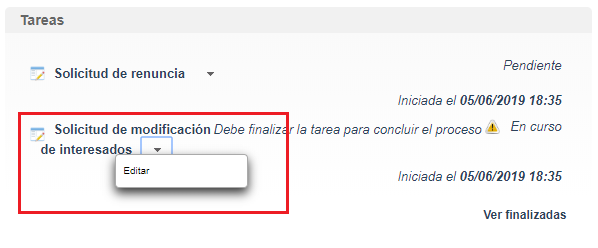 Tareas
Solicitud de renuncia
Pendiente
Iniciada el 05/06/2019 18:35
Solicitud de modificación Debe finalizar la tarea para concluir el proceso En curso
de interesados
Editar
Iniciada el 05/06/2019 18:35
Ver finalizadas